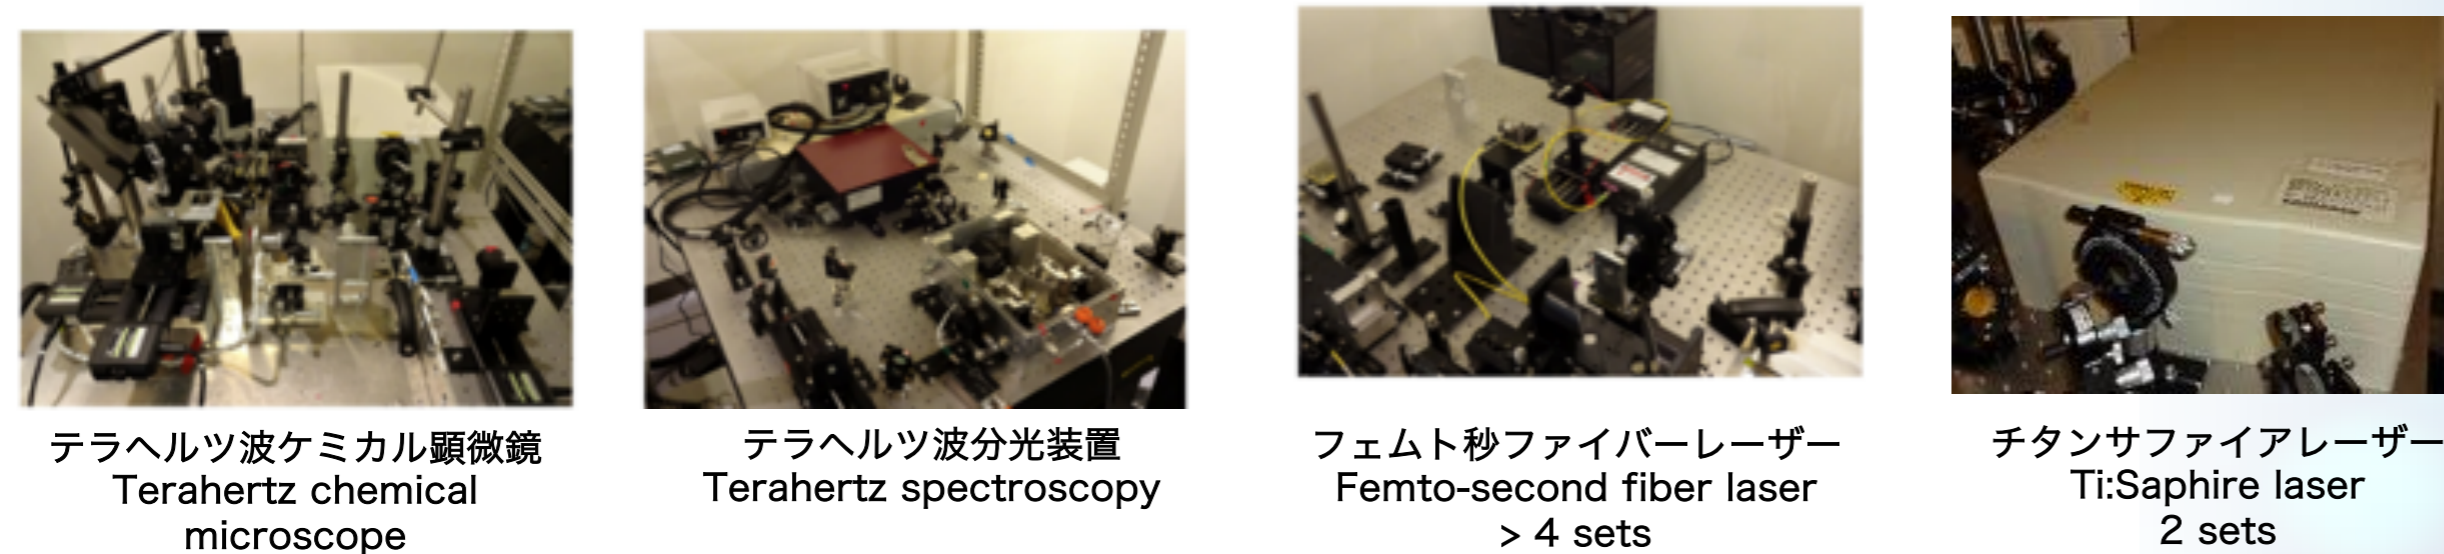 テラヘルツ波ケミカル顕微鏡
Terahertz chemical
microscope
テラヘルツ波分光装置
Terahertz spectroscopy
フェムト秒ファイバーレーザー
Femto-second fiber laser
> 4 sets
チタンサファイアレーザー
Ti:Saphire laser
2 sets